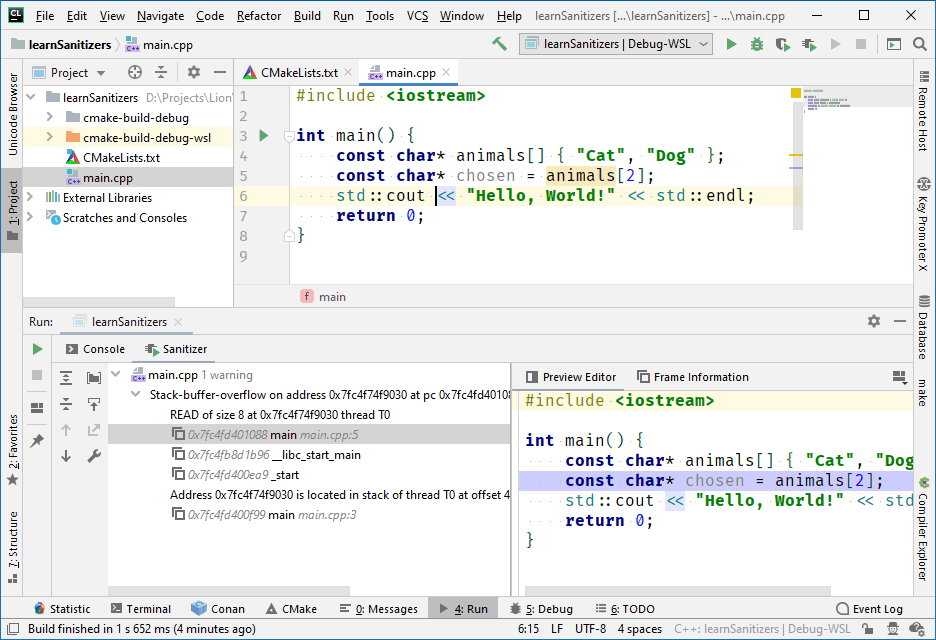 File Edit View Navigate Code Refactor Build Run Tools VCS Window Help learnSanitizers [...\learnSanitizers] - ...\main.cpp
learnSanitizers main.cpp learnSanitizers | Debug-WSL
Project
CMakeLists.txt main.cpp
learnSanitizers D:\Projects\Lion
cmake-build-debug
cmake-build-debug-wsl
CMakeLists.txt
main.cpp
External Libraries
Scratches and Consoles
Unicode Browser
1: Project
2: Favorites
7: Structure
1 #include <iostream>
2
3 int main() {
4 const char* animals[] { "Cat", "Dog" };
5 const char* chosen = animals[2];
6 std::cout << "Hello, World!" << std::endl;
7 return 0;
8 }
9
f main
Remote Host
Key Promoter X
Database
make
Compiler Explorer
Run: learnSanitizers
Console Sanitizer
main.cpp 1 warning
Stack-buffer-overflow on address 0x7fc4f74f9030 at pc 0x7fc4fd40108
READ of size 8 at 0x7fc4f74f9030 thread T0
0x7fc4fd401088 main main.cpp:5
0x7fc4fb8d1b96 __libc_start_main
0x7fc4fd400ea9 _start
Address 0x7fc4f74f9030 is located in stack of thread T0 at offset 4
0x7fc4fd400f99 main main.cpp:3
Preview Editor Frame Information
#include <iostream>
int main() {
const char* animals[] { "Cat", "Dog
const char* chosen = animals[2];
std::cout << "Hello, World!" << std
return 0;
}
Statistic Terminal Conan CMake 0: Messages 4: Run 5: Debug 6: TODO Event Log
Build finished in 1 s 652 ms (4 minutes ago) 6:15 LF UTF-8 4 spaces C++: learnSanitizers | Debug-WSL